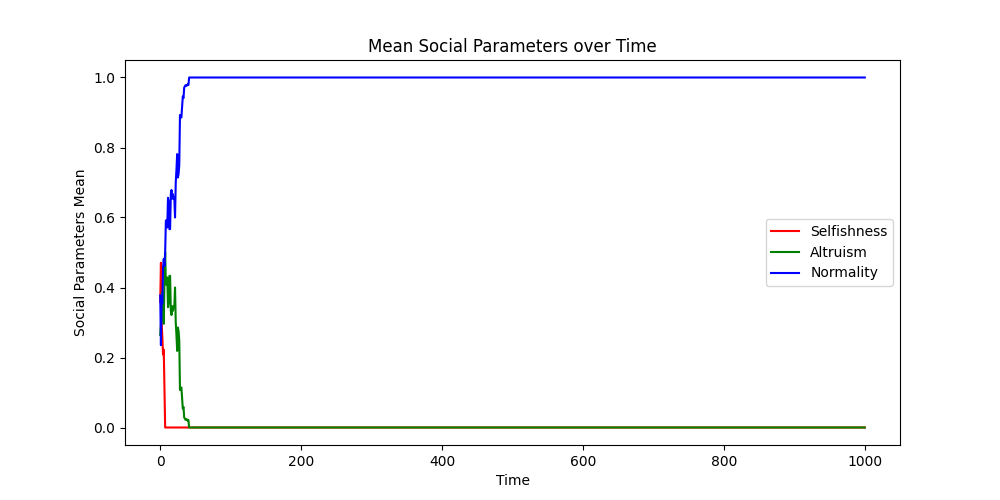 Mean Social Parameters over Time
Social Parameters Mean
1.0
0.8
0.6
0.4
0.2
0.0
Selfishness
Altruism
Normality
0 200 400 600 800 1000
Time